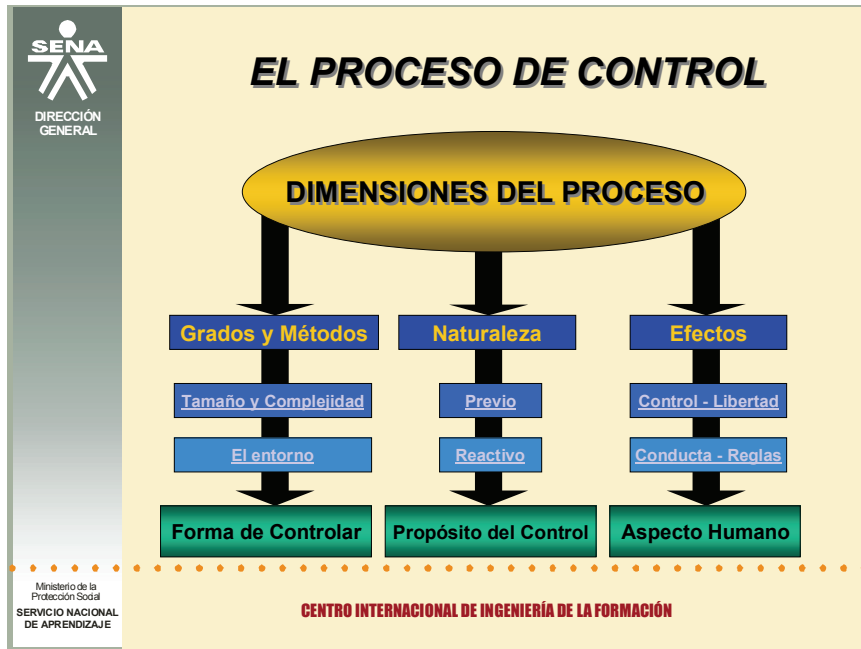 SENA
DIRECCIÓN
GENERAL
EL PROCESO DE CONTROL
DIMENSIONES DEL PROCESO
Grados y Métodos
Naturaleza
Efectos
Tamaño y Complejidad
Previo
Control - Libertad
El entorno
Reactivo
Conducta - Reglas
Forma de Controlar
Propósito del Control
Aspecto Humano
Ministerio de la
Protección Social
SERVICIO NACIONAL
DE APRENDIZAJE
CENTRO INTERNACIONAL DE INGENIERÍA DE LA FORMACIÓN